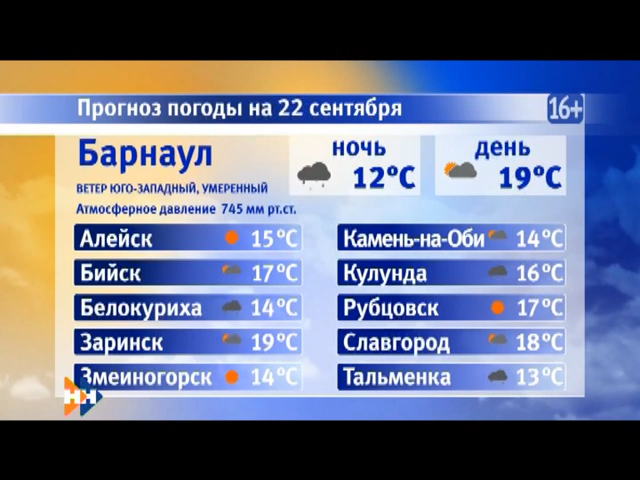 Прогноз погоды на 22 сентября 16+
Барнаул
ночь 12°C
день 19°C
ВЕТЕР ЮГО-ЗАПАДНЫЙ, УМЕРЕННЫЙ
Атмосферное давление 745 мм рт.ст.
Алейск 15°C
Бийск 17°C
Белокуриха 14°C
Заринск 19°C
Змеиногорск 14°C
Камень-на-Оби 14°C
Кулунда 16°C
Рубцовск 17°C
Славгород 18°C
Тальменка 13°C
НН